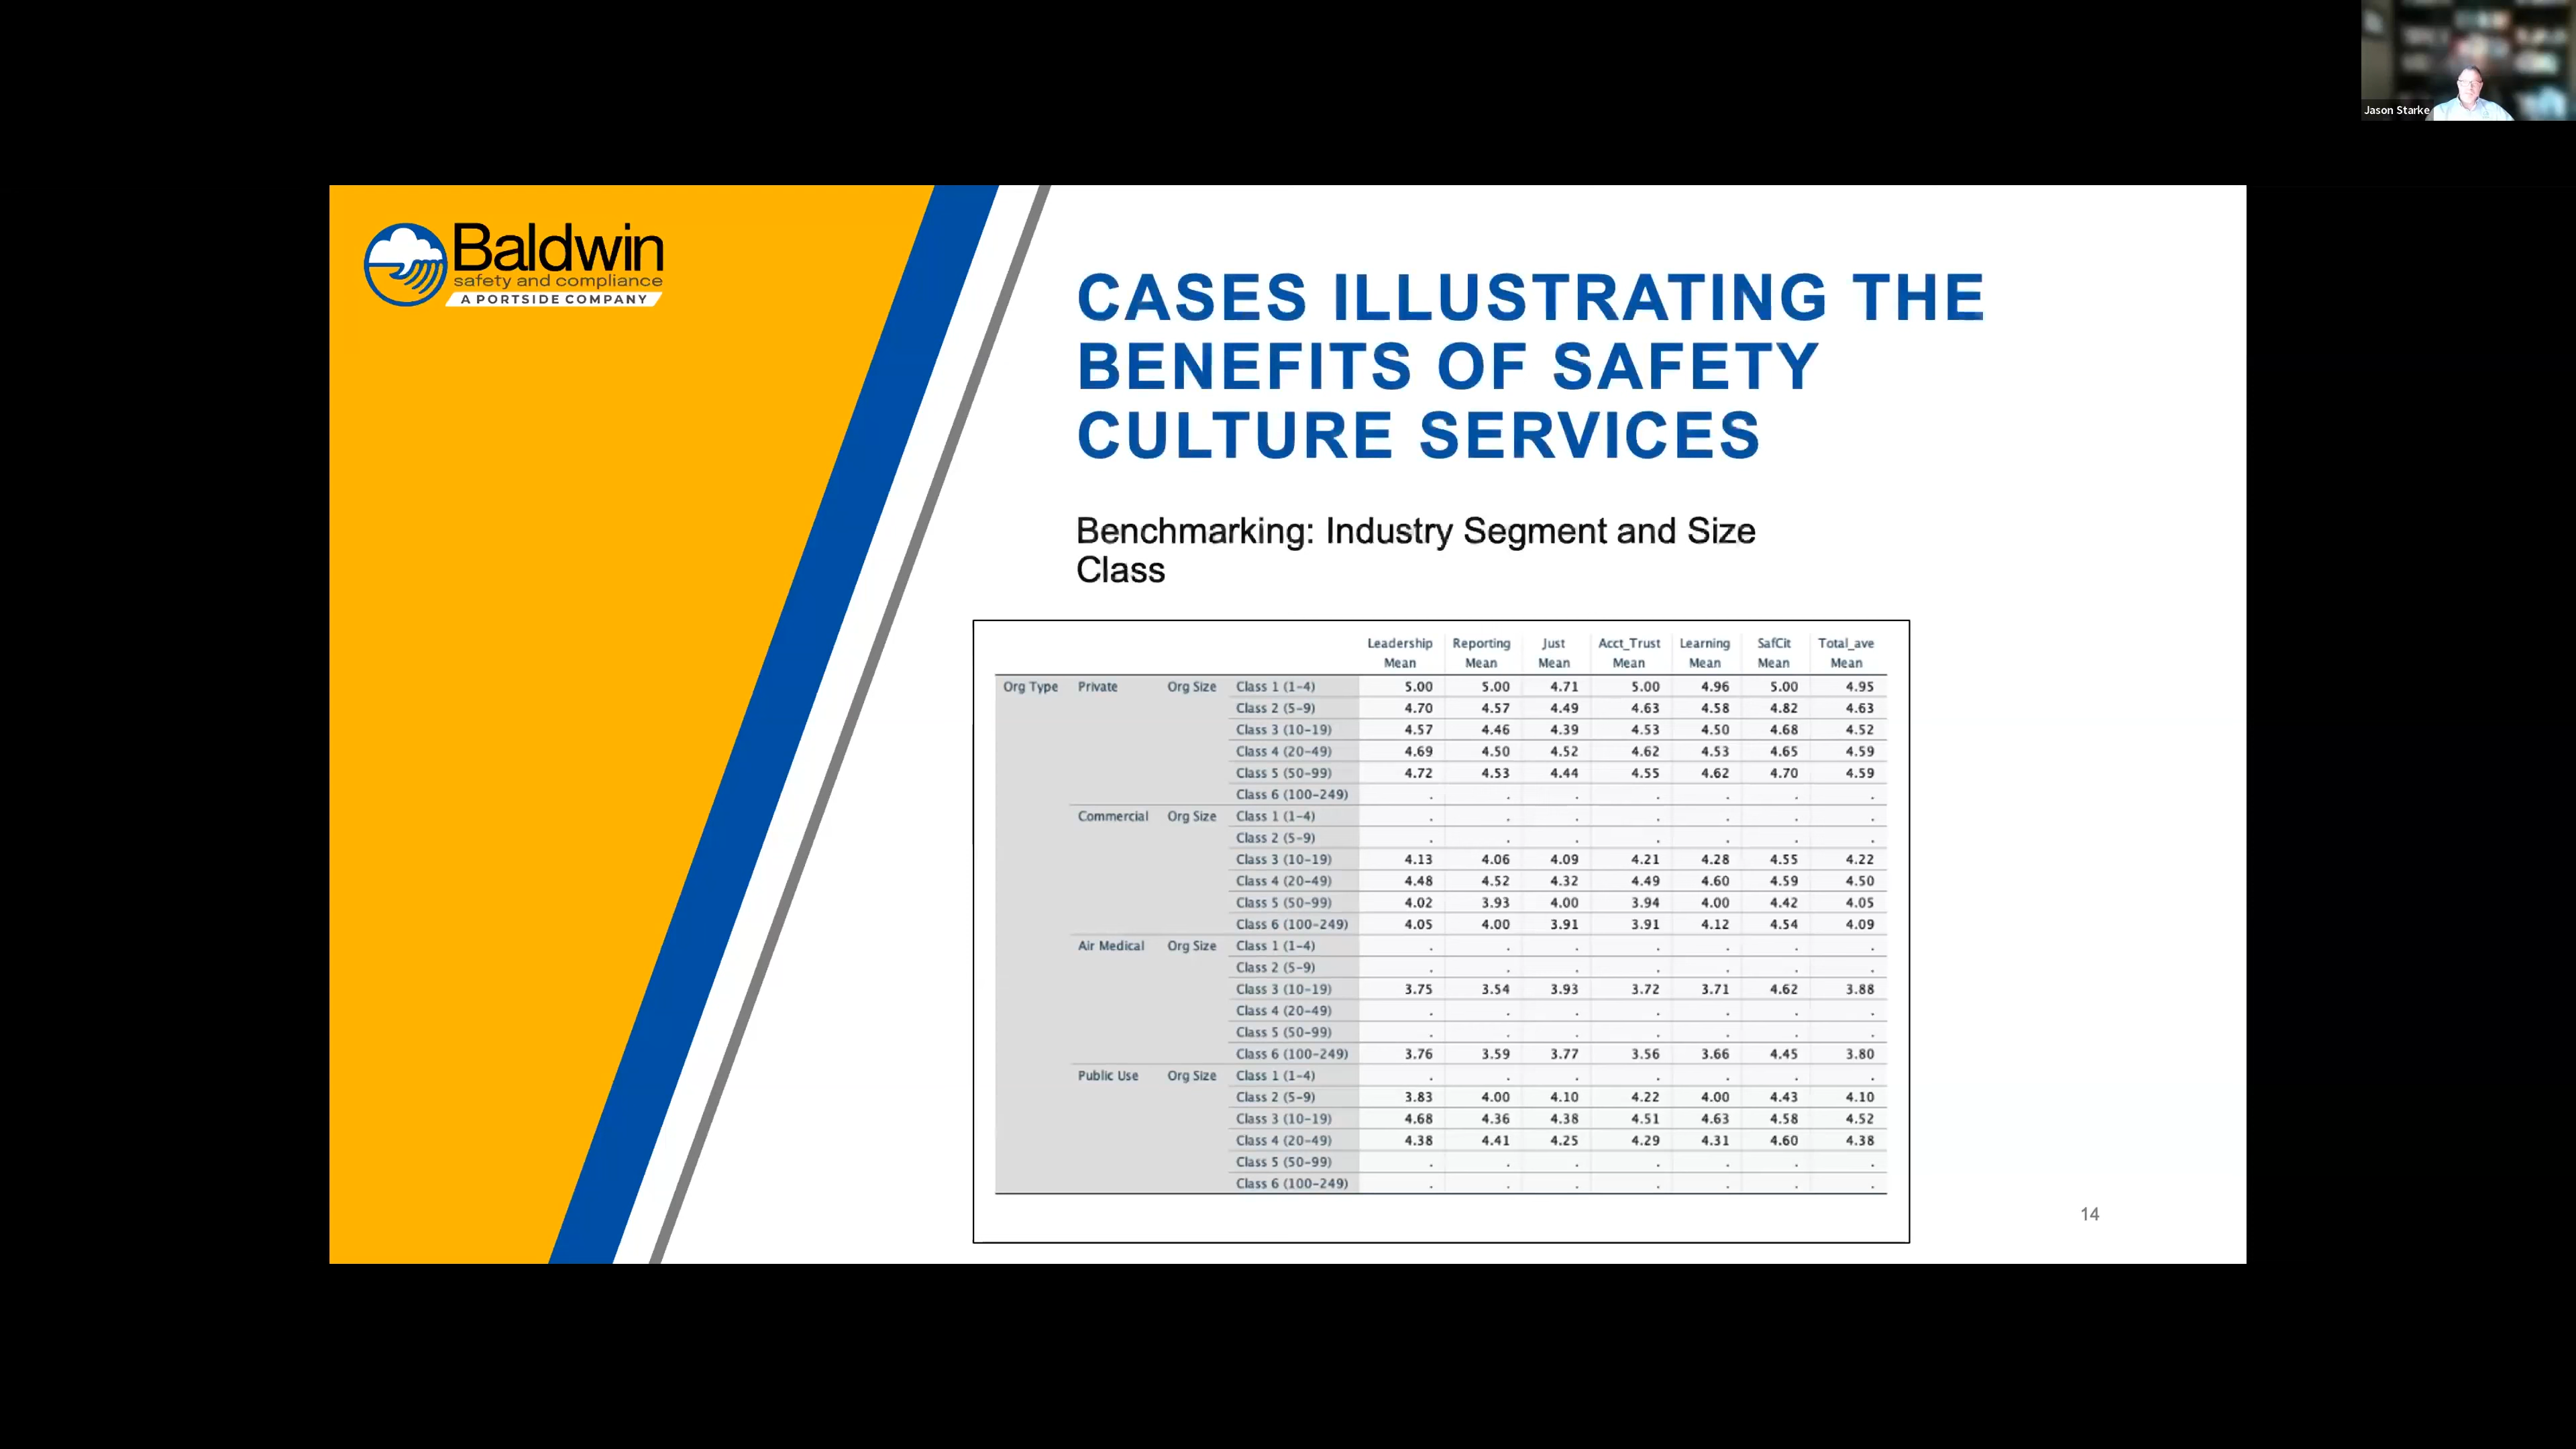 Jason Starke
Baldwin
safety and compliance
A PORTSIDE COMPANY
CASES ILLUSTRATING THE
BENEFITS OF SAFETY
CULTURE SERVICES
Benchmarking: Industry Segment and Size
Class
Leadership Reporting Just Acct_Trust Learning SafCit Total_ave
Mean Mean Mean Mean Mean Mean Mean
Org Type Private Org Size Class 1 (1-4) 5.00 5.00 4.71 5.00 4.96 5.00 4.95
Class 2 (5-9) 4.70 4.57 4.49 4.63 4.58 4.82 4.63
Class 3 (10-19) 4.57 4.46 4.39 4.53 4.50 4.68 4.52
Class 4 (20-49) 4.69 4.50 4.52 4.62 4.53 4.65 4.59
Class 5 (50-99) 4.72 4.53 4.44 4.55 4.62 4.70 4.59
Class 6 (100-249) . . . . . . .
Commercial Org Size Class 1 (1-4) . . . . . . .
Class 2 (5-9) . . . . . . .
Class 3 (10-19) 4.13 4.06 4.09 4.21 4.28 4.55 4.22
Class 4 (20-49) 4.48 4.52 4.32 4.49 4.60 4.59 4.50
Class 5 (50-99) 4.02 3.93 4.00 3.94 4.00 4.42 4.05
Class 6 (100-249) 4.05 4.00 3.91 3.91 4.12 4.54 4.09
Air Medical Org Size Class 1 (1-4) . . . . . . .
Class 2 (5-9) . . . . . . .
Class 3 (10-19) 3.75 3.54 3.93 3.72 3.71 4.62 3.88
Class 4 (20-49) . . . . . . .
Class 5 (50-99) . . . . . . .
Class 6 (100-249) 3.76 3.59 3.77 3.56 3.66 4.45 3.80
Public Use Org Size Class 1 (1-4) . . . . . . .
Class 2 (5-9) 3.83 4.00 4.10 4.22 4.00 4.43 4.10
Class 3 (10-19) 4.68 4.36 4.38 4.51 4.63 4.58 4.52
Class 4 (20-49) 4.38 4.41 4.25 4.29 4.31 4.60 4.38
Class 5 (50-99) . . . . . . .
Class 6 (100-249) . . . . . . .
14